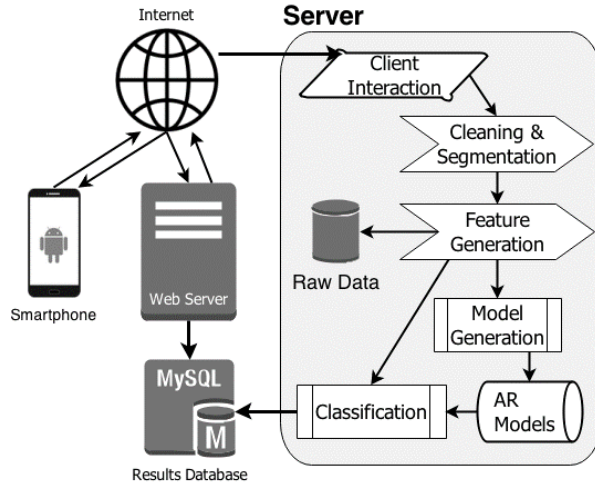 Internet
Server
Client
Interaction
Cleaning &
Segmentation
Feature
Generation
Raw Data
Smartphone
Web Server
Model
Generation
MySQL
M
Classification
AR
Models
Results Database